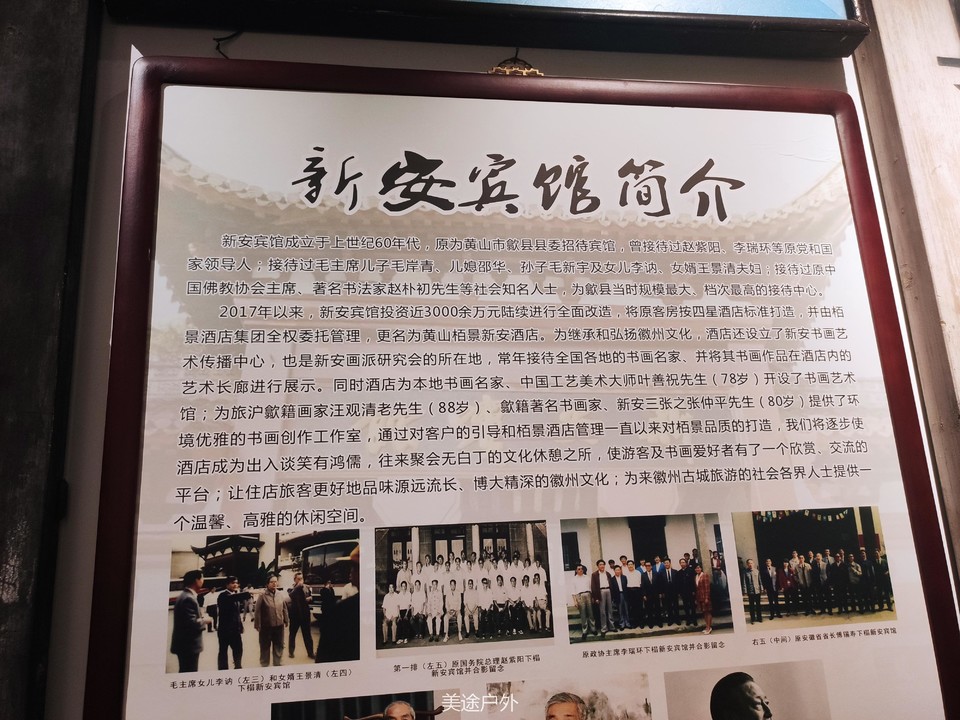 新安宾馆简介
新安宾馆成立于上世纪60年代，原为黄山市歙县县委招待宾馆，曾接待过赵紫阳、李瑞环等原党和国
家领导人；接待过毛主席儿子毛岸青、儿媳邵华、孙子毛新宇及女儿李讷、女婿王景清夫妇；接待过原中
国佛教协会主席、著名书法家赵朴初先生等社会知名人士，为歙县当时规模最大、档次最高的接待中心。
2017年以来，新安宾馆投资近3000余万元陆续进行全面改造，将原客房按四星酒店标准打造，并由栢
景酒店集团全权委托管理，更名为黄山栢景新安酒店。为继承和弘扬徽州文化，酒店还设立了新安书画艺
术传播中心，也是新安画派研究会的所在地，常年接待全国各地的书画名家、并将其书画作品在酒店内的
艺术长廊进行展示。同时酒店为本地书画名家、中国工艺美术大师叶善祝先生（78岁）开设了书画艺术
馆；为旅沪歙籍画家汪观清老先生（88岁）、歙籍著名书画家、新安三张之张仲平先生（80岁）提供了环
境优雅的书画创作工作室，通过对客户的引导和栢景酒店管理一直以来对栢景品质的打造，我们将逐步使
酒店成为出入谈笑有鸿儒，往来聚会无白丁的文化休憩之所，使游客及书画爱好者有了一个欣赏、交流的
平台；让住店旅客更好地品味源远流长、博大精深的徽州文化；为来徽州古城旅游的社会各界人士提供一
个温馨、高雅的休闲空间。
毛主席女儿李讷（左三）和女婿王景清（左四）
下榻新安宾馆
第一排（左五）原国务院总理赵紫阳下榻
新安宾馆并合影留念
原政协主席李瑞环下榻新安宾馆并合影留念
右五（中间）原安徽省省长傅锡寿下榻新安宾馆
美途户外